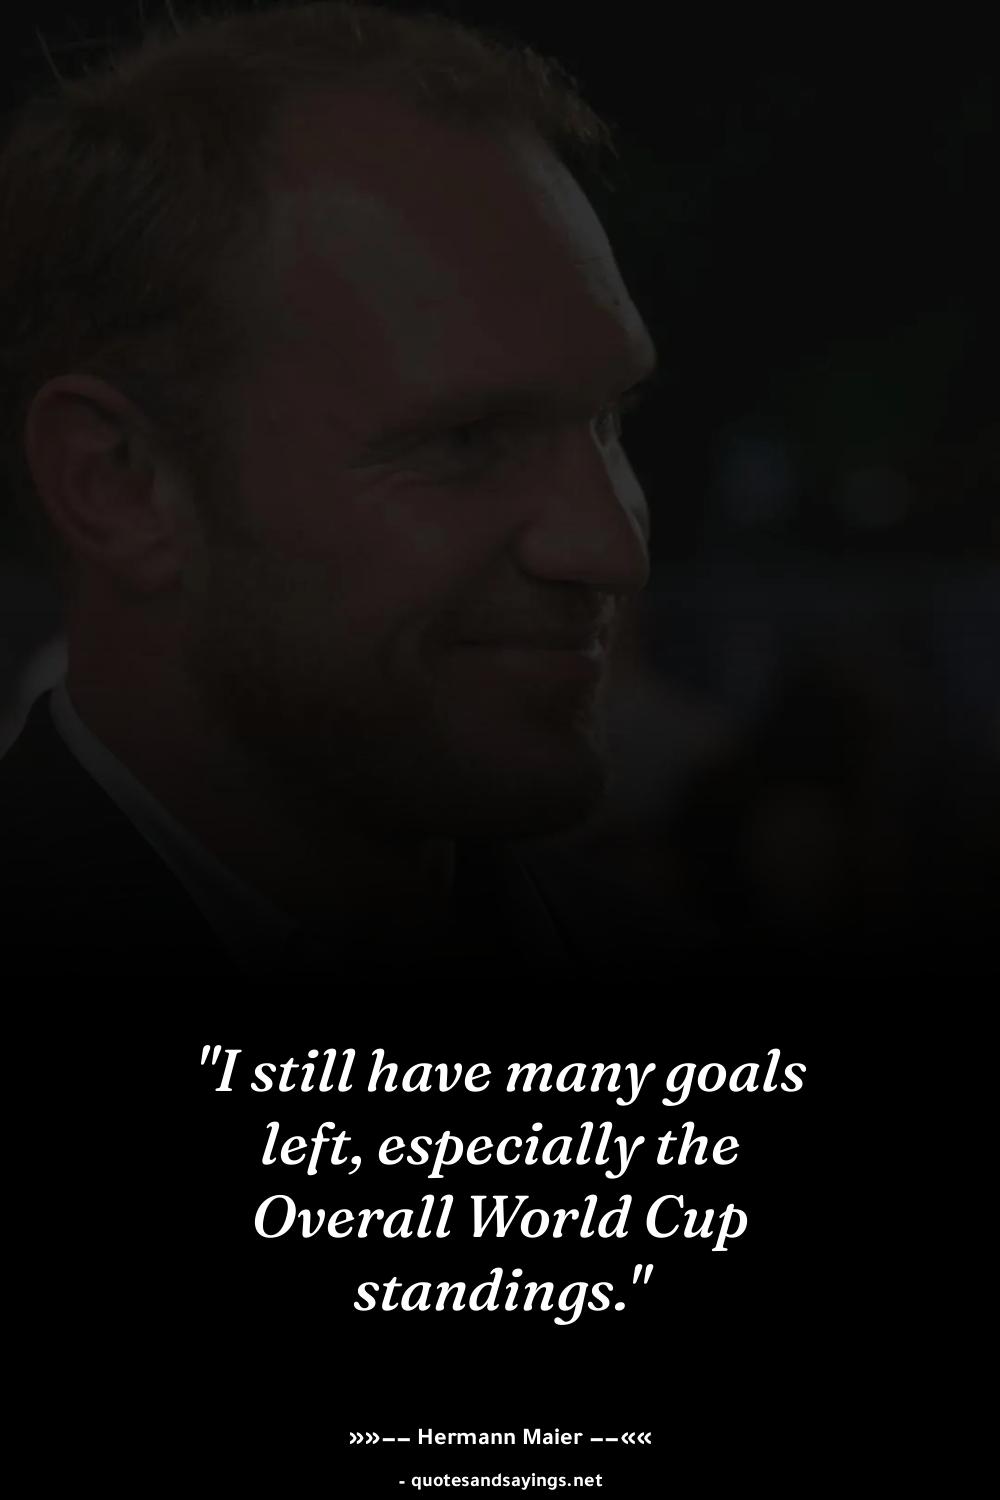 "I still have many goals
left, especially the
Overall World Cup
standings."
»»–– Hermann Maier ––««
- quotesandsayings.net